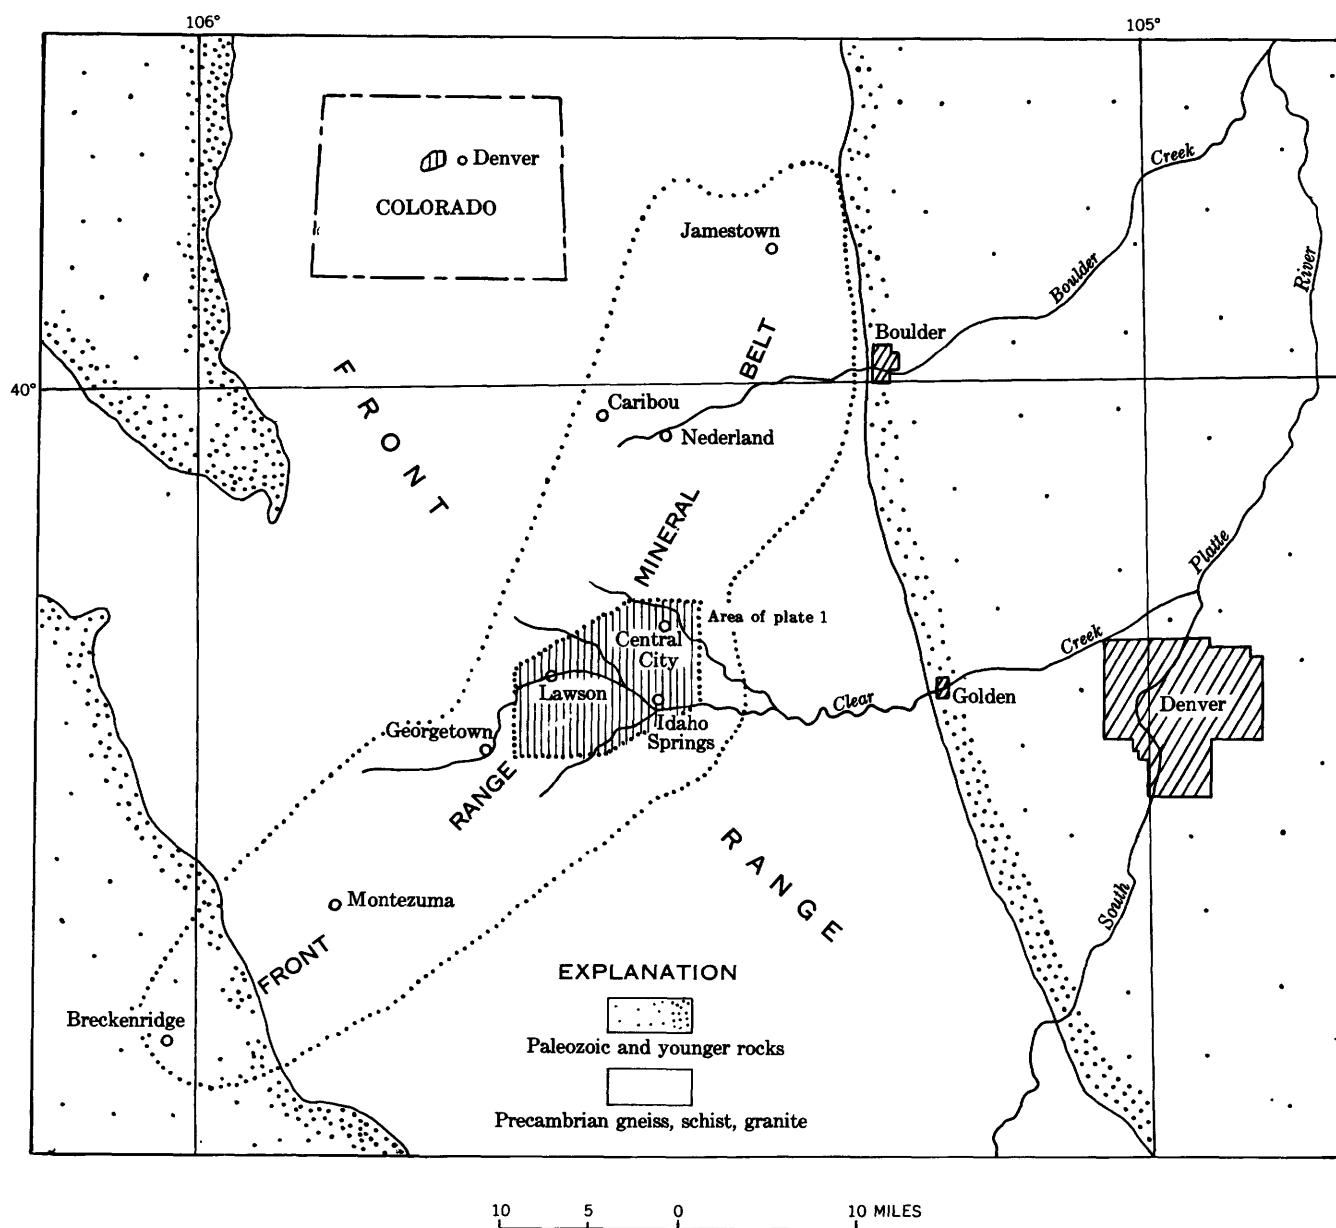 106°
105°
Denver
COLORADO
Creek
Jamestown
Boulder
River
BELT
Boulder
FRONT
40°
Caribou
Nederland
MINERAL
Platte
Area of plate 1
Central
City
Creek
Lawson
Clear
Golden
Denver
Georgetown
Idaho
Springs
RANGE
RANGE
Montezuma
South
FRONT
EXPLANATION
Breckenridge
Paleozoic and younger rocks
Precambrian gneiss, schist, granite
10 5 0 10 MILES